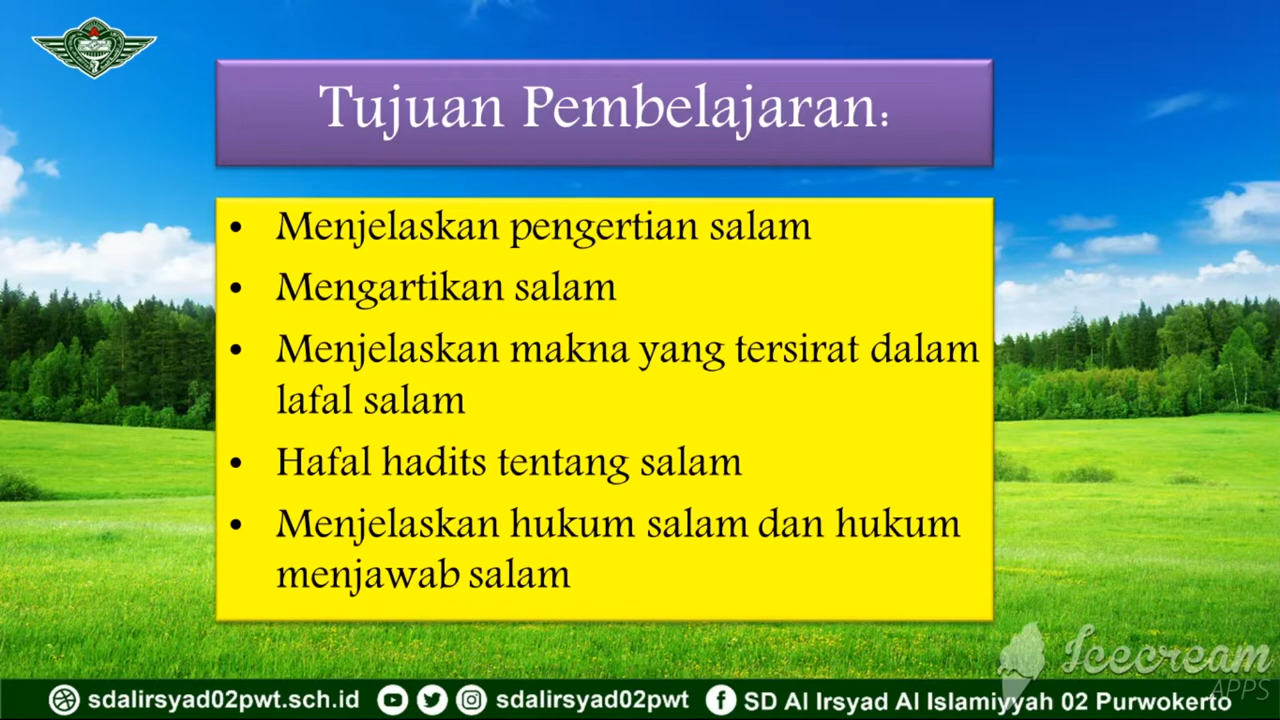 Tujuan Pembelajaran:
• Menjelaskan pengertian salam
• Mengartikan salam
• Menjelaskan makna yang tersirat dalam
lafal salam
• Hafal hadits tentang salam
• Menjelaskan hukum salam dan hukum
menjawab salam
Icecream
APPS
sdalirsyad02pwt.sch.id sdalirsyad02pwt SD Al Irsyad Al Islamiyyah 02 Purwokerto